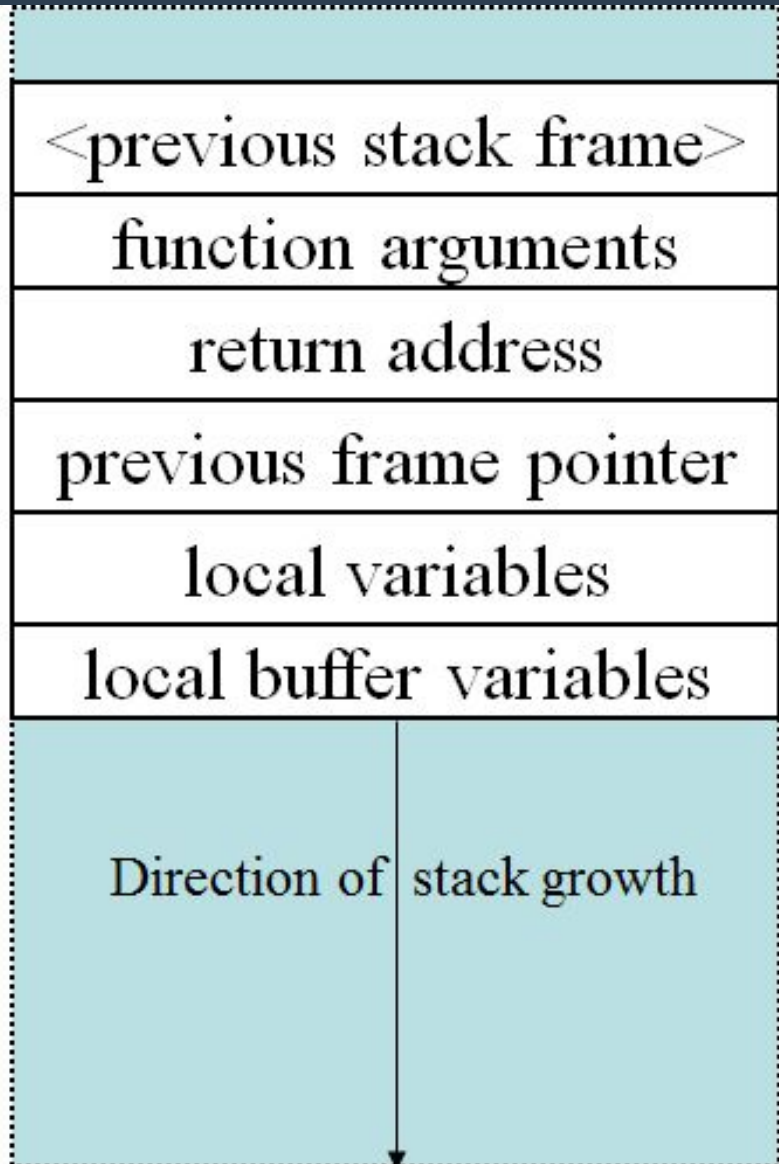 <previous stack frame>
function arguments
return address
previous frame pointer
local variables
local buffer variables
Direction of stack growth